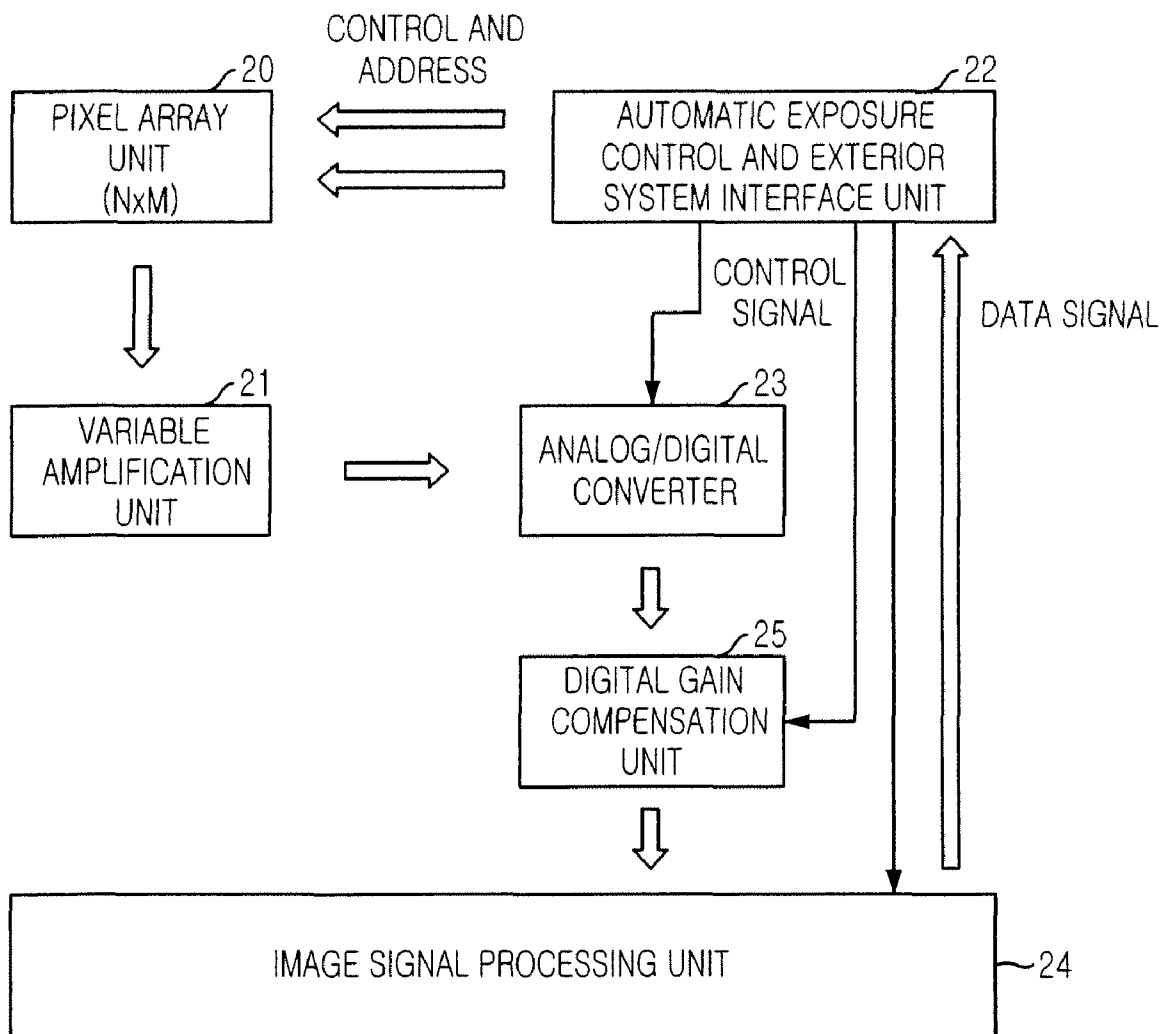 CONTROL AND
ADDRESS
20
PIXEL ARRAY
UNIT
(NxM)
22
AUTOMATIC EXPOSURE
CONTROL AND EXTERIOR
SYSTEM INTERFACE UNIT
CONTROL
SIGNAL
DATA SIGNAL
21
VARIABLE
AMPLIFICATION
UNIT
23
ANALOG/DIGITAL
CONVERTER
25
DIGITAL GAIN
COMPENSATION
UNIT
IMAGE SIGNAL PROCESSING UNIT
24